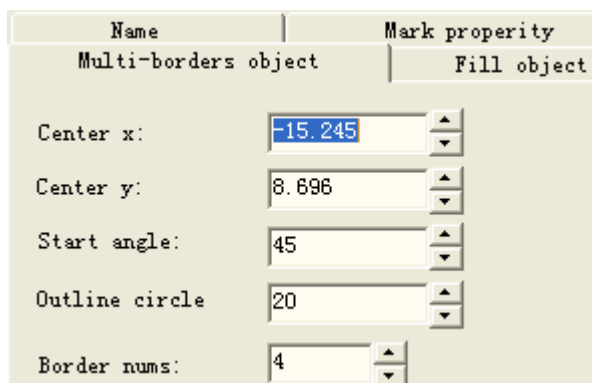 Name Mark properity
Multi-borders object Fill object
Center x: -15.245
Center y: 8.696
Start angle: 45
Outline circle 20
Border nums: 4